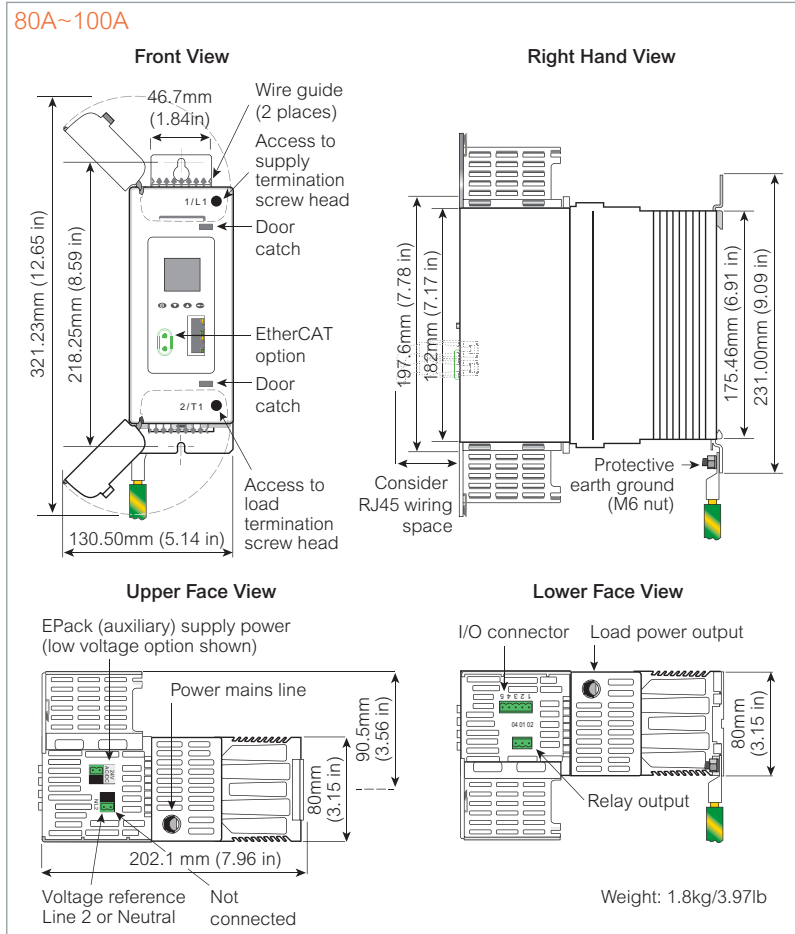 80A~100A
Front View
Right Hand View
46.7mm
(1.84in)
Wire guide
(2 places)
Access to
supply
termination
screw head
1/L1
Door
catch
EtherCAT
option
Door
catch
2/T1
Access to
load
termination
screw head
321.23mm (12.65 in)
218.25mm (8.59 in)
130.50mm (5.14 in)
197.6mm (7.78 in)
182mm (7.17 in)
175.46mm (6.91 in)
231.00mm (9.09 in)
Consider
RJ45 wiring
space
Protective
earth ground
(M6 nut)
Upper Face View
Lower Face View
EPack (auxiliary) supply power
(low voltage option shown)
Power mains line
90.5mm
(3.56 in)
80mm
(3.15 in)
24V
AC/DC
202.1 mm (7.96 in)
Voltage reference
Line 2 or Neutral
Not
connected
I/O connector
Load power output
1 2 3 4 5
04 01 02
Relay output
80mm
(3.15 in)
Weight: 1.8kg/3.97lb